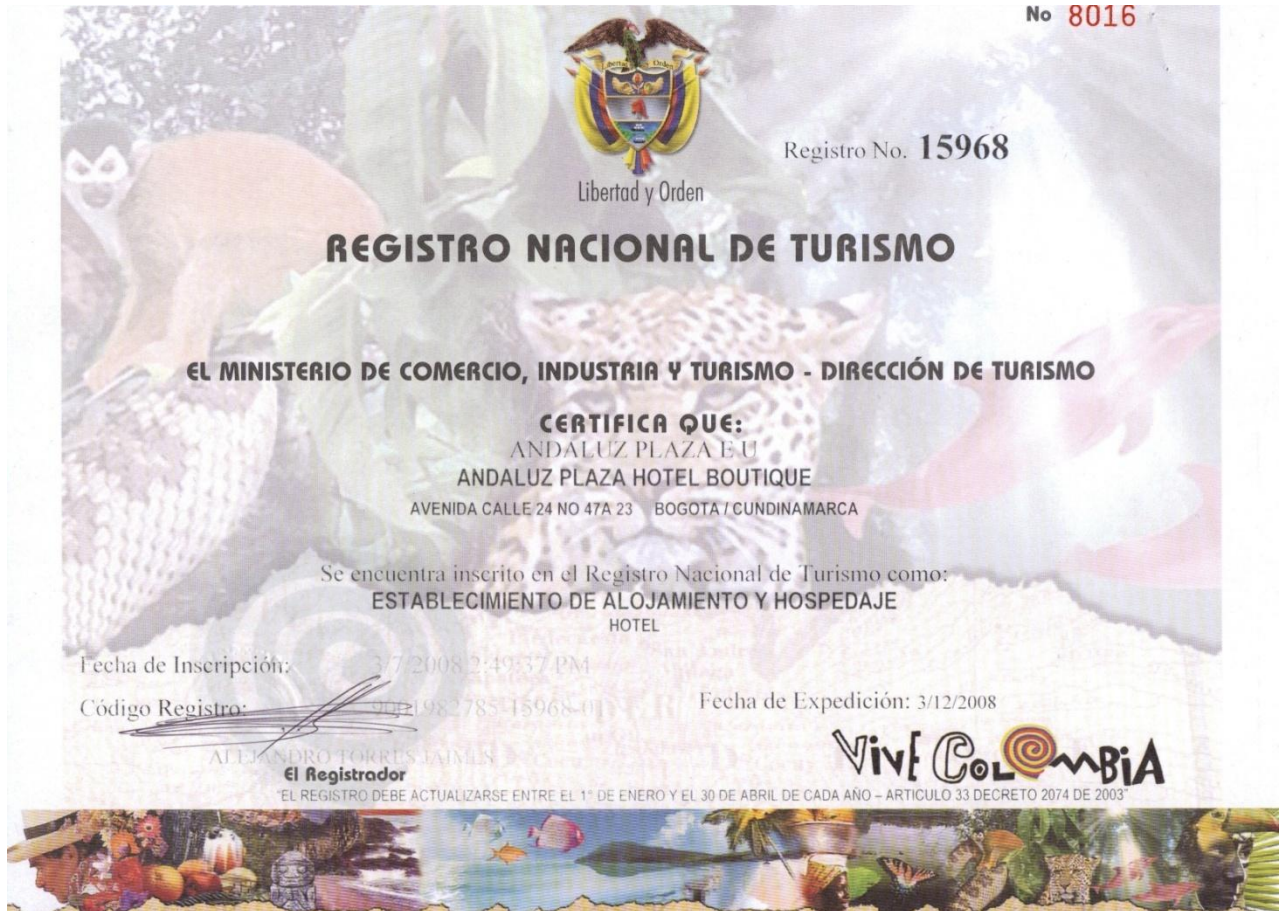 No 8016
Registro No. 15968
Libertad y Orden
REGISTRO NACIONAL DE TURISMO
EL MINISTERIO DE COMERCIO, INDUSTRIA Y TURISMO - DIRECCIÓN DE TURISMO
CERTIFICA QUE:
ANDALUZ PLAZA E U
ANDALUZ PLAZA HOTEL BOUTIQUE
AVENIDA CALLE 24 NO 47A 23 BOGOTA / CUNDINAMARCA
Se encuentra inscrito en el Registro Nacional de Turismo como:
ESTABLECIMIENTO DE ALOJAMIENTO Y HOSPEDAJE
HOTEL
Fecha de Inscripción: 3/7/2008 2:49:37 PM
Código Registro:
Fecha de Expedición: 3/12/2008
ALEJANDRO TORRES JAIMES
El Registrador
ViVE COLOMBiA
"EL REGISTRO DEBE ACTUALIZARSE ENTRE EL 1° DE ENERO Y EL 30 DE ABRIL DE CADA AÑO – ARTICULO 33 DECRETO 2074 DE 2003"